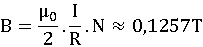 B = μ₀/2 . I/R . N ≈ 0,1257T